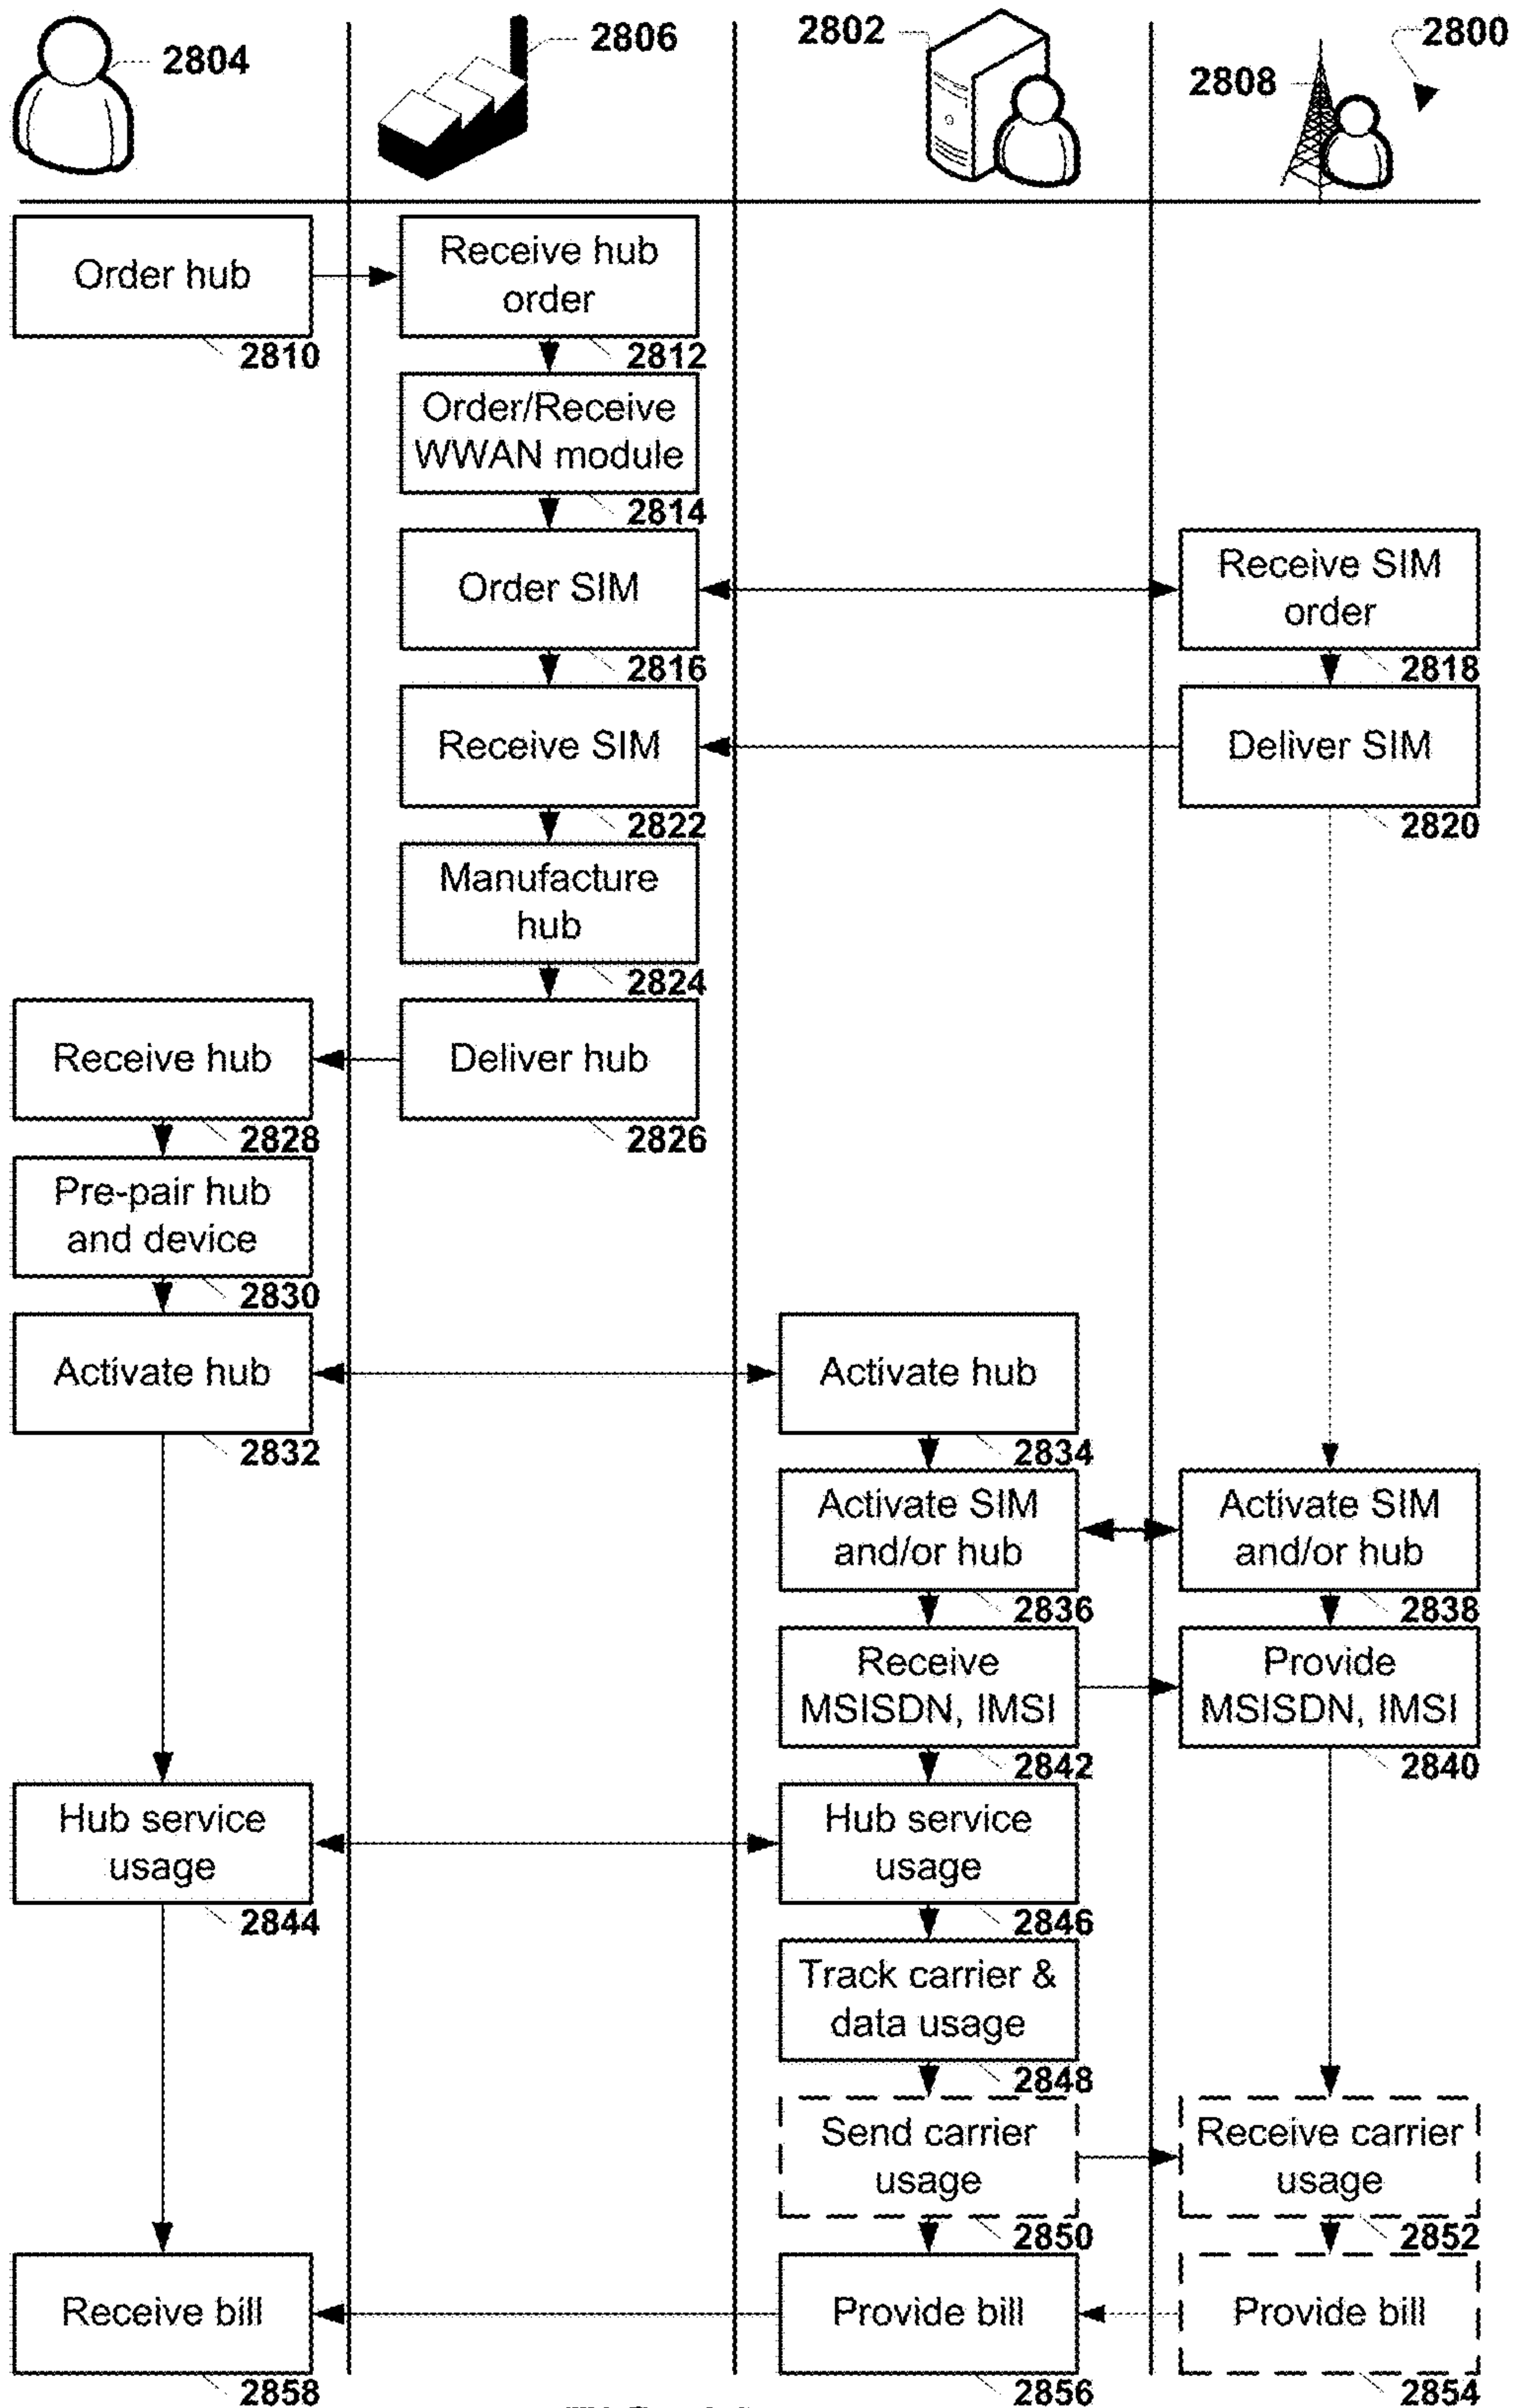 2804
2806
2802
2808
2800
Order hub
2810
Receive hub
order
2812
Order/Receive
WWAN module
2814
Order SIM
2816
Receive SIM
order
2818
Receive SIM
2822
Deliver SIM
2820
Manufacture
hub
2824
Receive hub
2828
Deliver hub
2826
Pre-pair hub
and device
2830
Activate hub
2832
Activate hub
2834
Activate SIM
and/or hub
2836
Activate SIM
and/or hub
2838
Receive
MSISDN, IMSI
2842
Provide
MSISDN, IMSI
2840
Hub service
usage
2844
Hub service
usage
2846
Track carrier &
data usage
2848
Send carrier
usage
2850
Receive carrier
usage
2852
Receive bill
2858
Provide bill
2856
Provide bill
2854